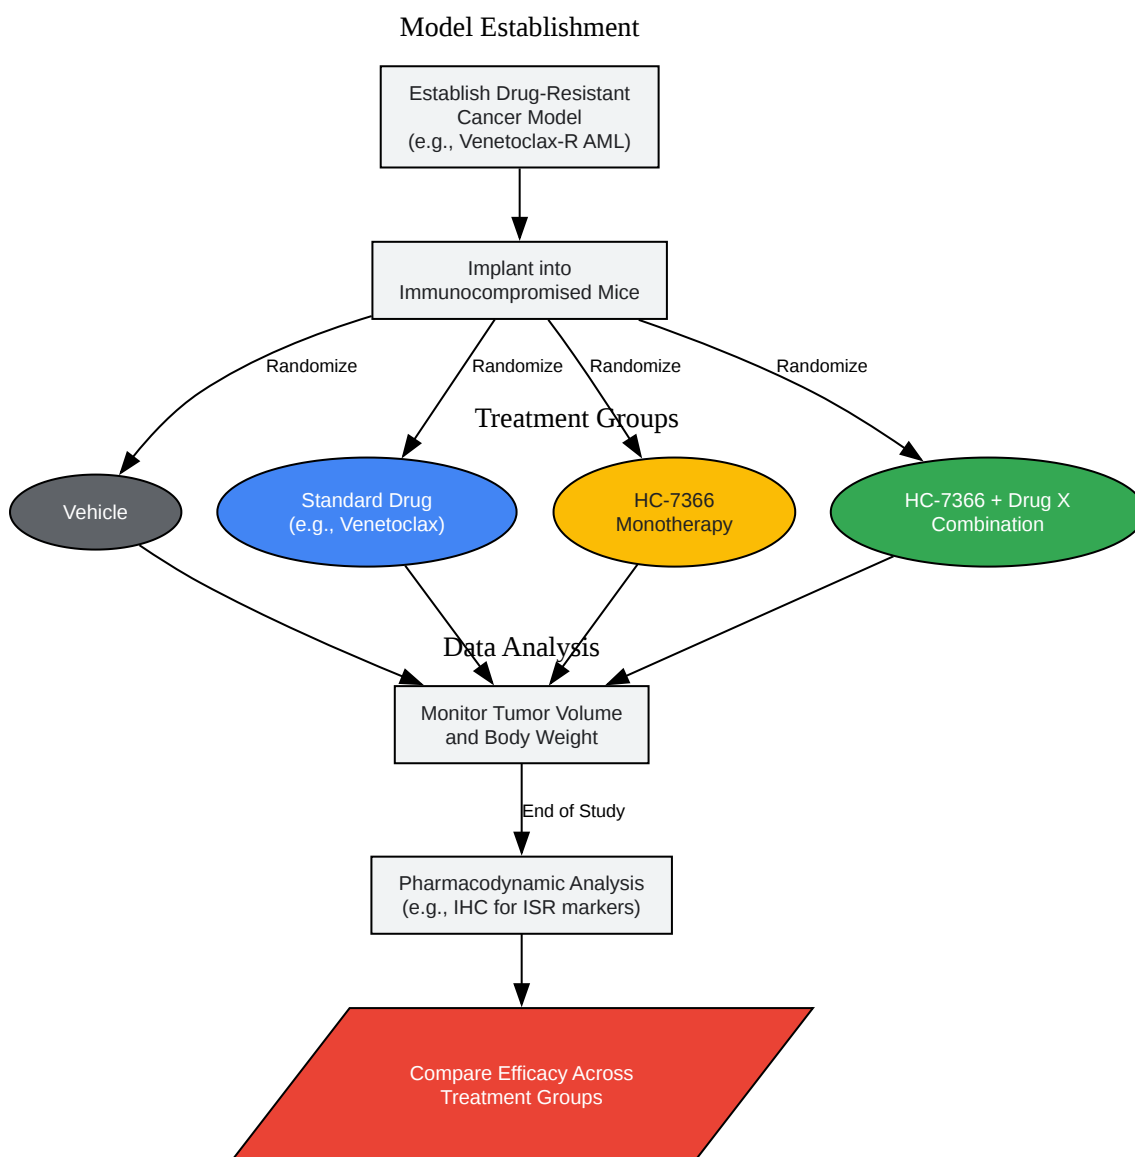 Model Establishment
Establish Drug-Resistant
Cancer Model
(e.g., Venetoclax-R AML)
Implant into
Immunocompromised Mice
Randomize
Randomize
Randomize
Randomize
Treatment Groups
Vehicle
Standard Drug
(e.g., Venetoclax)
HC-7366
Monotherapy
HC-7366 + Drug X
Combination
Data Analysis
Monitor Tumor Volume
and Body Weight
End of Study
Pharmacodynamic Analysis
(e.g., IHC for ISR markers)
Compare Efficacy Across
Treatment Groups